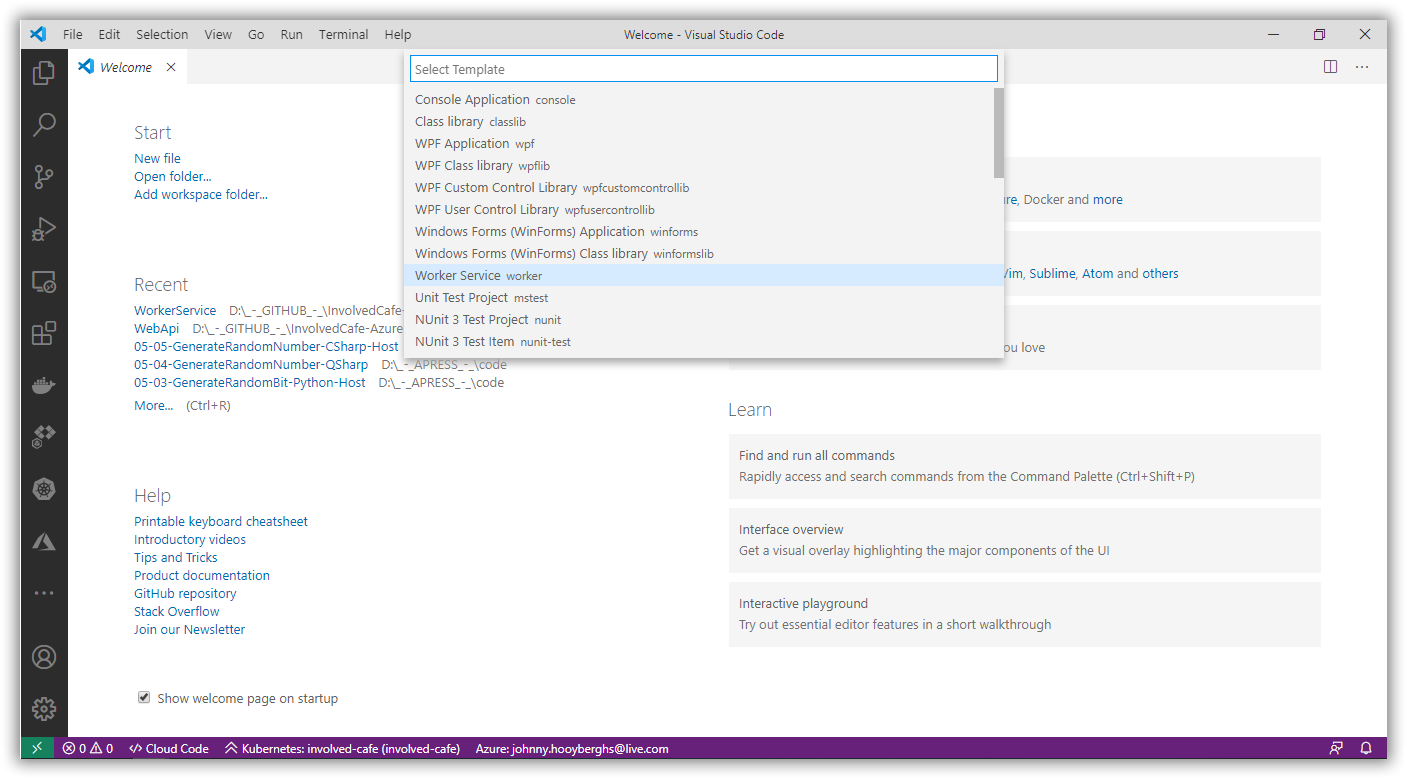 File Edit Selection View Go Run Terminal Help Welcome - Visual Studio Code
Welcome
Select Template
Console Application console
Class library classlib
WPF Application wpf
WPF Class library wpflib
WPF Custom Control Library wpfcustomcontrollib
WPF User Control Library wpfusercontrollib
Windows Forms (WinForms) Application winforms
Windows Forms (WinForms) Class library winformslib
Worker Service worker
Unit Test Project mstest
NUnit 3 Test Project nunit
NUnit 3 Test Item nunit-test
Start
New file
Open folder...
Add workspace folder...
Recent
WorkerService D:\_-_GITHUB_-_\InvolvedCafe-
WebApi D:\_-_GITHUB_-_\InvolvedCafe-Azure
05-05-GenerateRandomNumber-CSharp-Host
05-04-GenerateRandomNumber-QSharp D:\_-_APRESS_-_\code
05-03-GenerateRandomBit-Python-Host D:\_-_APRESS_-_\code
More... (Ctrl+R)
Help
Printable keyboard cheatsheet
Introductory videos
Tips and Tricks
Product documentation
GitHub repository
Stack Overflow
Join our Newsletter
Show welcome page on startup
re, Docker and more
Vim, Sublime, Atom and others
ou love
Learn
Find and run all commands
Rapidly access and search commands from the Command Palette (Ctrl+Shift+P)
Interface overview
Get a visual overlay highlighting the major components of the UI
Interactive playground
Try out essential editor features in a short walkthrough
0 0 Cloud Code Kubernetes: involved-cafe (involved-cafe) Azure: johnny.hooyberghs@live.com